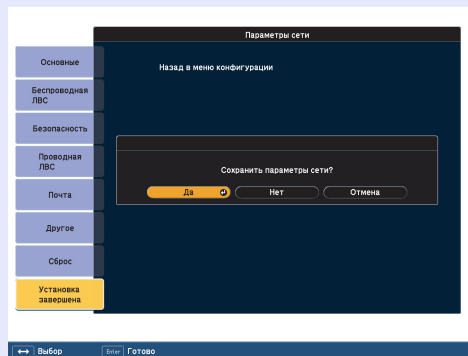 Параметры сети
Основные
Назад в меню конфигурации
Беспроводная
ЛВС
Безопасность
Проводная
ЛВС
Сохранить параметры сети?
Да
Нет
Отмена
Почта
Другое
Сброс
Установка
завершена
Выбор
Enter Готово